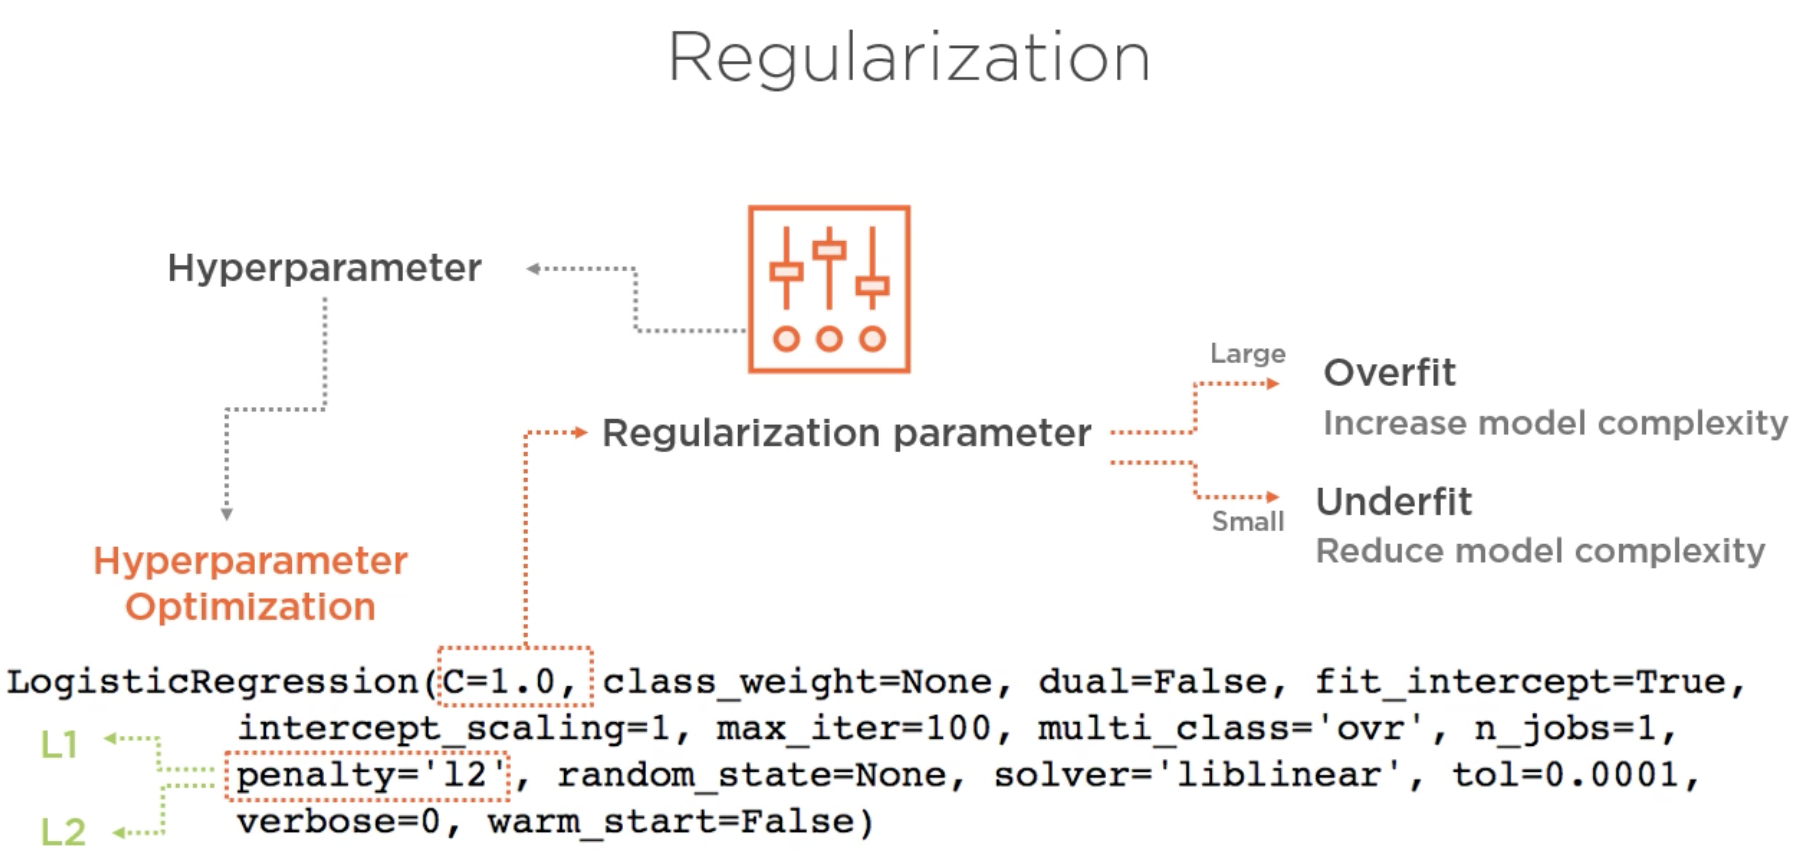 Regularization
Hyperparameter
Large
Overfit
Increase model complexity
Regularization parameter
Small
Underfit
Reduce model complexity
Hyperparameter
Optimization
LogisticRegression(C=1.0, class_weight=None, dual=False, fit_intercept=True,
intercept_scaling=1, max_iter=100, multi_class='ovr', n_jobs=1,
L1
penalty='l2', random_state=None, solver='liblinear', tol=0.0001,
verbose=0, warm_start=False)
L2